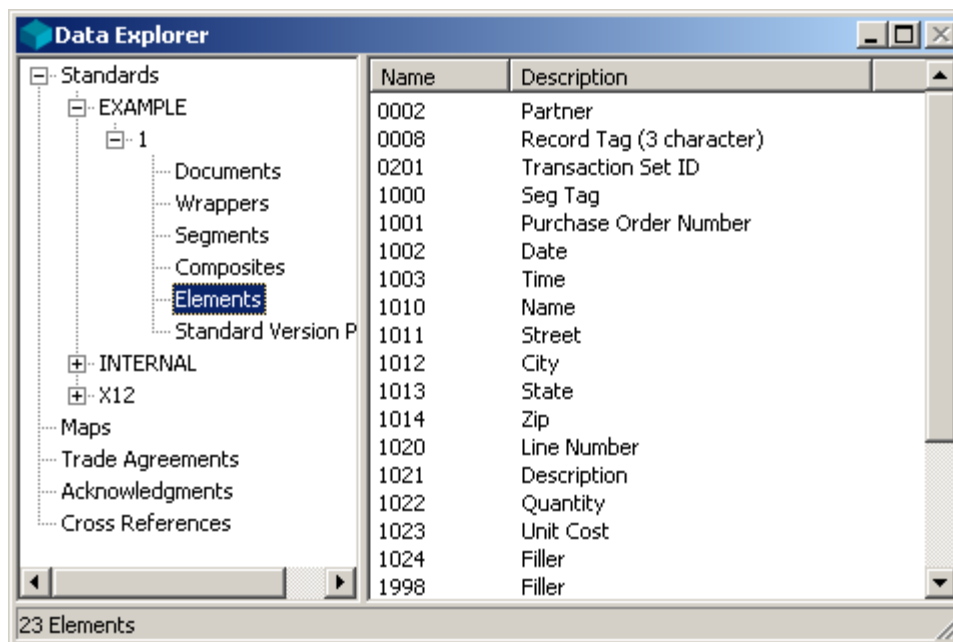 Data Explorer
Standards
EXAMPLE
1
Documents
Wrappers
Segments
Composites
Elements
Standard Version P
INTERNAL
X12
Maps
Trade Agreements
Acknowledgments
Cross References
Name Description
0002 Partner
0008 Record Tag (3 character)
0201 Transaction Set ID
1000 Seg Tag
1001 Purchase Order Number
1002 Date
1003 Time
1010 Name
1011 Street
1012 City
1013 State
1014 Zip
1020 Line Number
1021 Description
1022 Quantity
1023 Unit Cost
1024 Filler
1998 Filler
23 Elements